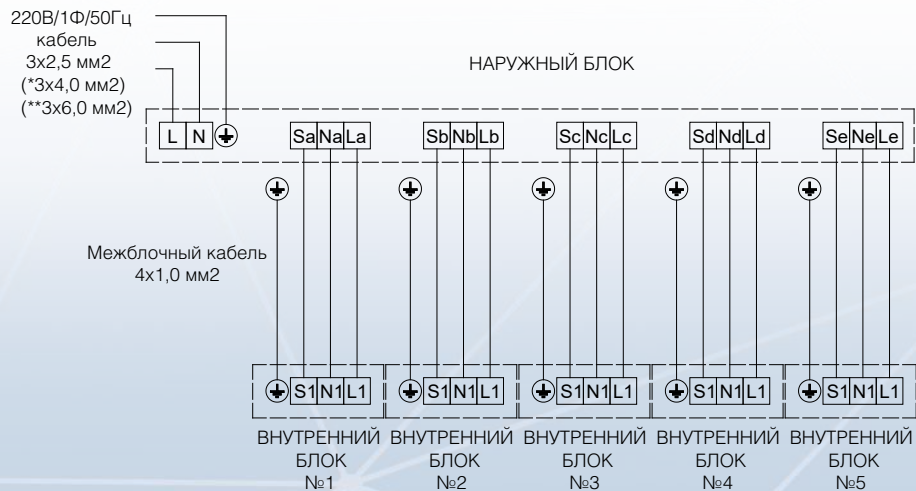 220В/1Ф/50Гц
кабель
3х2,5 мм2
(*3х4,0 мм2)
(**3х6,0 мм2)
НАРУЖНЫЙ БЛОК
L N Sa Na La Sb Nb Lb Sc Nc Lc Sd Nd Ld Se Ne Le
Межблочный кабель
4х1,0 мм2
S1 N1 L1 S1 N1 L1 S1 N1 L1 S1 N1 L1 S1 N1 L1
ВНУТРЕННИЙ БЛОК №1
ВНУТРЕННИЙ БЛОК №2
ВНУТРЕННИЙ БЛОК №3
ВНУТРЕННИЙ БЛОК №4
ВНУТРЕННИЙ БЛОК №5